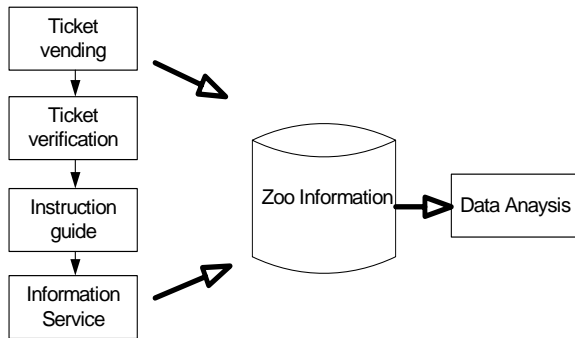 Ticket
vending
Ticket
verification
Instruction
guide
Information
Service
Zoo Information
Data Anaysis